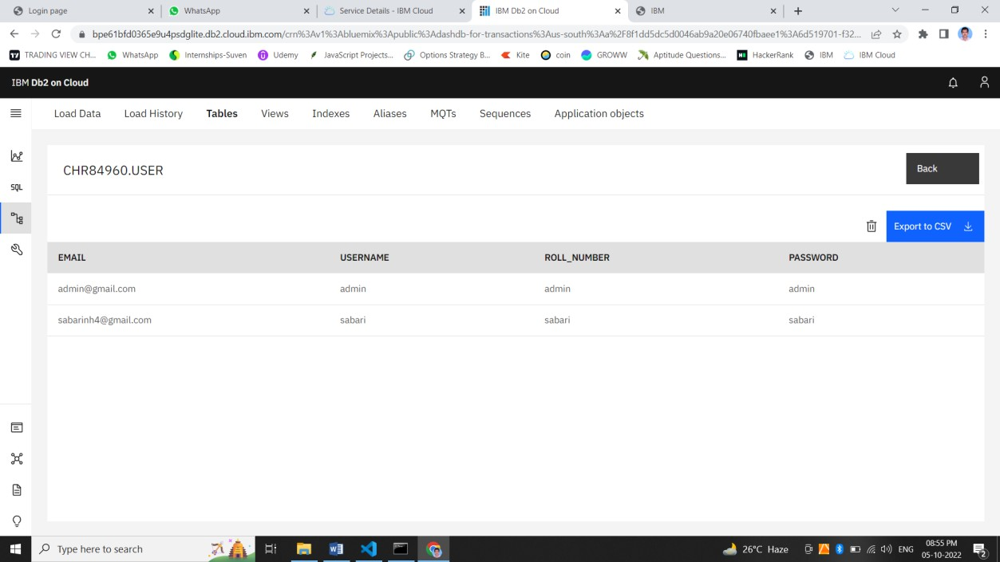 Login page
WhatsApp
Service Details - IBM Cloud
IBM Db2 on Cloud
IBM
bpe61bfd0365e9u4psdglite.db2.cloud.ibm.com/crn%3Av1%3Abluemix%3Apublic%3Adashdb-for-transactions%3Aus-south%3Aa%2F8f1dd5dc5d0046ab9a20e06740fbaee1%3A6d519701-f32...
TRADING VIEW CH...
WhatsApp
Internships-Suven
Udemy
JavaScript Projects...
Options Strategy B...
Kite
coin
GROWW
Aptitude Questions...
HackerRank
IBM
IBM Cloud
IBM Db2 on Cloud
Load Data
Load History
Tables
Views
Indexes
Aliases
MQTs
Sequences
Application objects
SQL
CHR84960.USER
Back
Export to CSV
EMAIL USERNAME ROLL_NUMBER PASSWORD
admin@gmail.com admin admin admin
sabarinh4@gmail.com sabari sabari sabari
Type here to search
26°C Haze
ENG
08:55 PM
05-10-2022
2